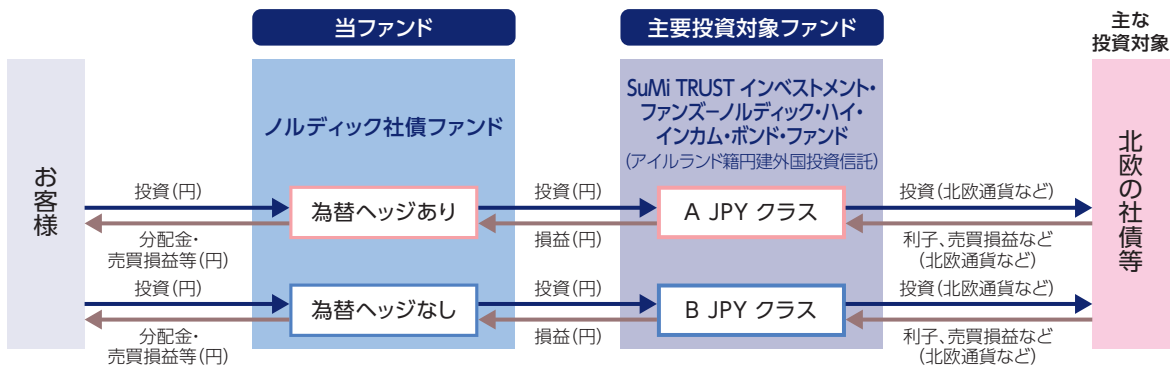 当ファンド
主要投資対象ファンド
主な
投資対象
お客様
ノルディック社債ファンド
SuMi TRUST インベストメント・
ファンズーノルディック・ハイ・
インカム・ボンド・ファンド
(アイルランド籍円建外国投資信託)
北欧の社債等
投資(円)
為替ヘッジあり
投資(円)
A JPY クラス
投資(北欧通貨など)
分配金・
売買損益等(円)
損益(円)
利子、売買損益など
(北欧通貨など)
投資(円)
為替ヘッジなし
投資(円)
B JPY クラス
投資(北欧通貨など)
分配金・
売買損益等(円)
損益(円)
利子、売買損益など
(北欧通貨など)